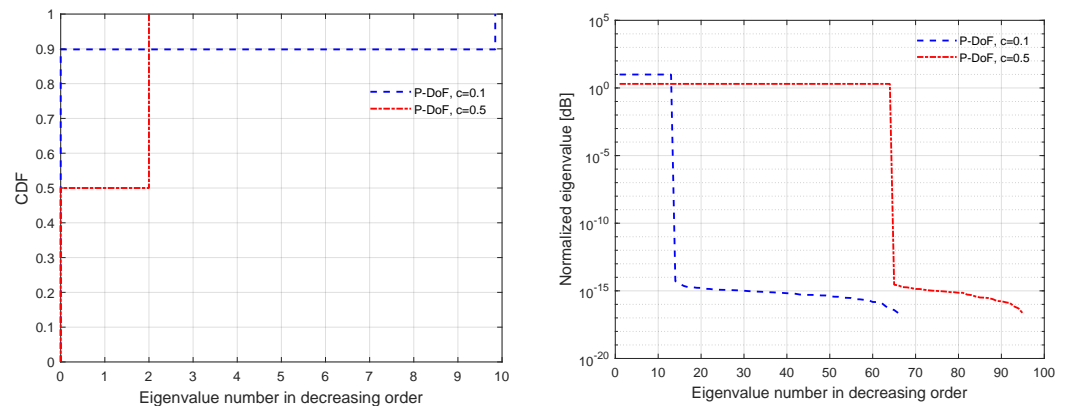 1
0.9
0.8
0.7
0.6
0.5
0.4
0.3
0.2
0.1
0
CDF
0 1 2 3 4 5 6 7 8 9 10
Eigenvalue number in decreasing order
P-DoF, c=0.1
P-DoF, c=0.5
10^5
10^0
10^-5
10^-10
10^-15
10^-20
Normalized eigenvalue [dB]
0 10 20 30 40 50 60 70 80 90 100
Eigenvalue number in decreasing order
P-DoF, c=0.1
P-DoF, c=0.5